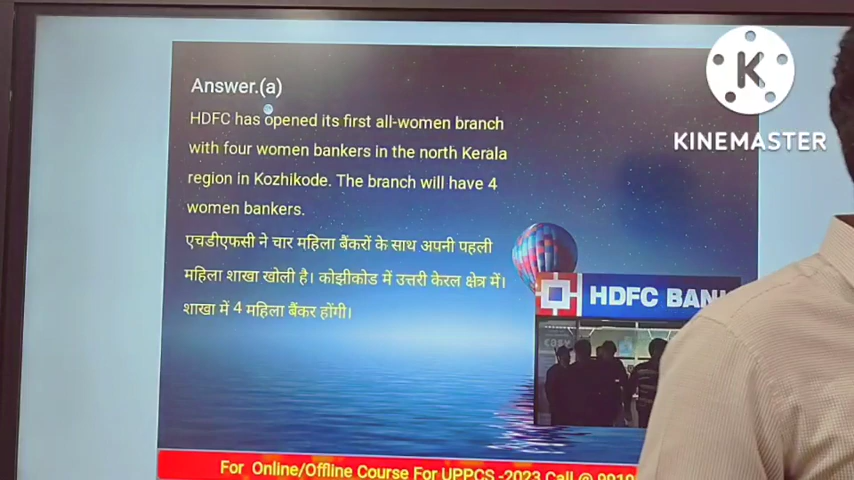 Answer.(a)
HDFC has opened its first all-women branch
with four women bankers in the north Kerala
region in Kozhikode. The branch will have 4
women bankers.
एचडीएफसी ने चार महिला बैंकरों के साथ अपनी पहली
महिला शाखा खोली है। कोझीकोड में उत्तरी केरल क्षेत्र में।
शाखा में 4 महिला बैंकर होंगी।
K
KINEMASTER
HDFC BAN
For Online/Offline Course For UPPCS -2023 Call @